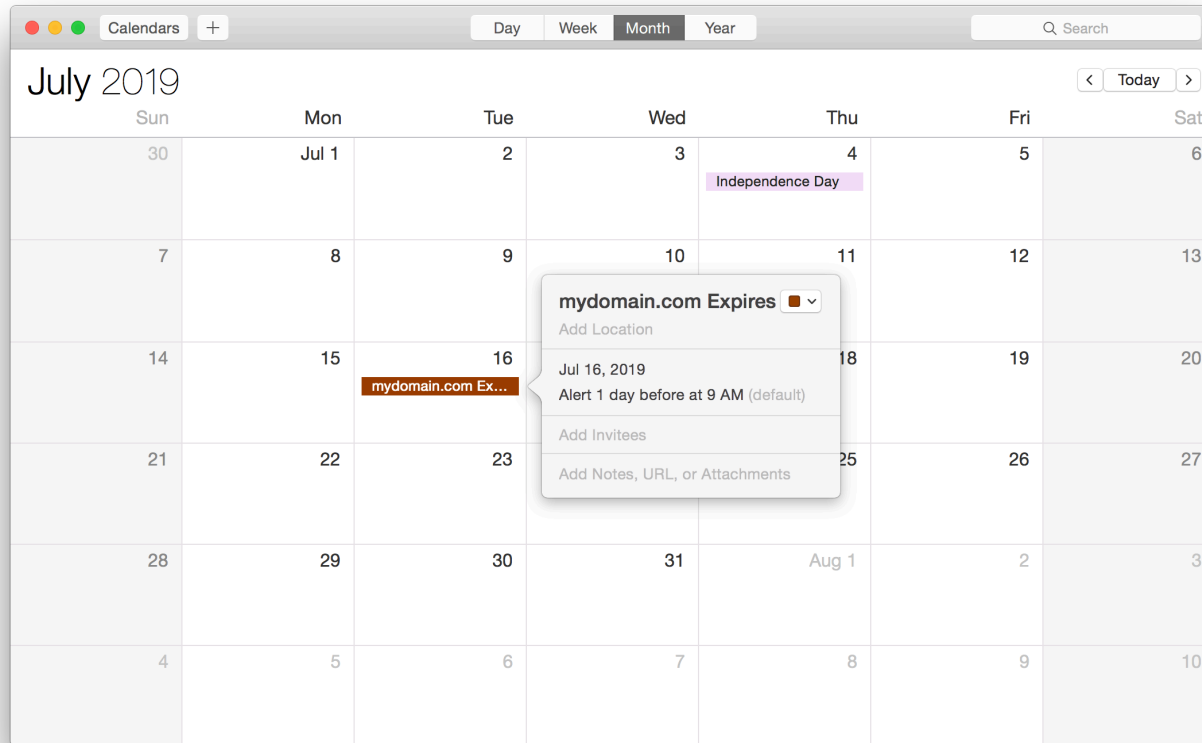 Calendars
Day Week Month Year
Search
July 2019
Today
Sun Mon Tue Wed Thu Fri Sat
30 Jul 1 2 3 4 5 6
Independence Day
7 8 9 10 11 12 13
mydomain.com Expires
Add Location
14 15 16 18 19 20
mydomain.com Ex...
Jul 16, 2019
Alert 1 day before at 9 AM (default)
Add Invitees
21 22 23 25 26 27
Add Notes, URL, or Attachments
28 29 30 31 Aug 1 2 3
4 5 6 7 8 9 10